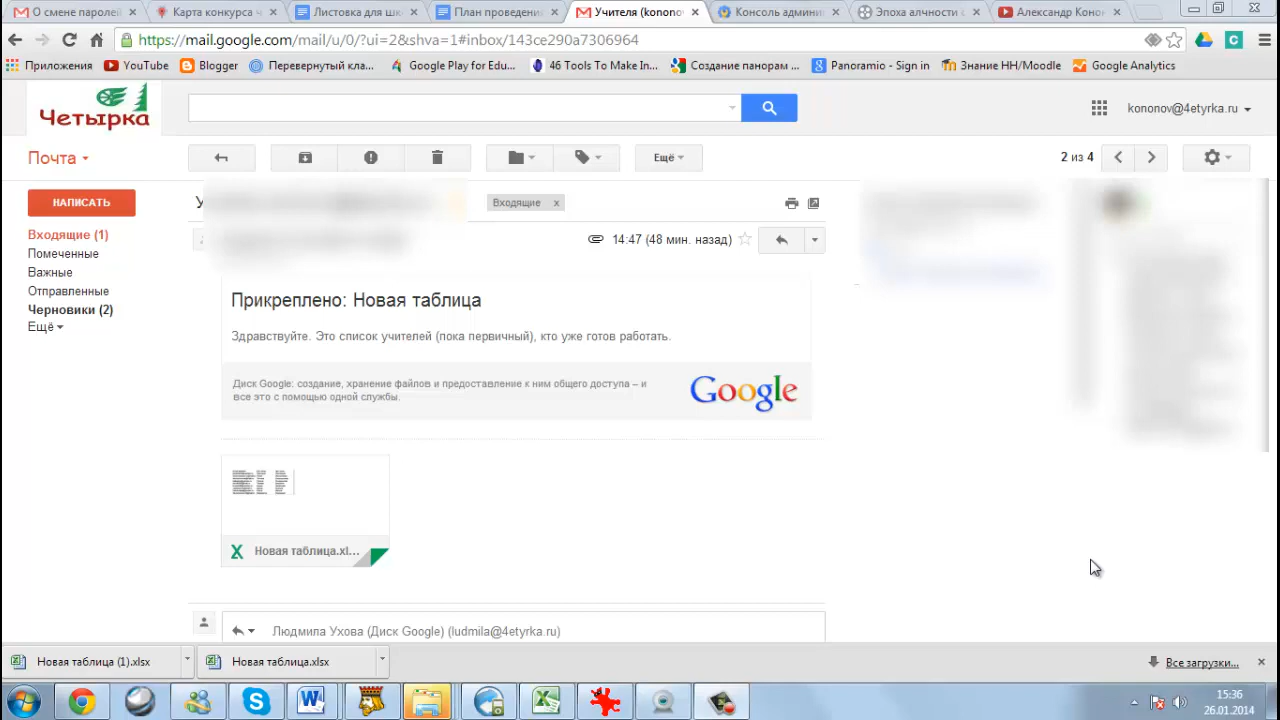 О смене паролей
Карта конкурса ч
Листовка для шк
План проведени
Учителя (konono
Консоль админи
Эпоха алчности с
Александр Коно
https://mail.google.com/mail/u/0/?ui=2&shva=1#inbox/143ce290a7306964
Приложения
YouTube
Blogger
Перевернутый кла...
Google Play for Edu...
46 Tools To Make In...
Создание панорам ...
Panoramio - Sign in
Знание НН/Moodle
Google Analytics
Четырка
kononov@4etyrka.ru
Почта
Ещё
2 из 4
НАПИСАТЬ
Входящие x
Входящие (1)
14:47 (48 мин. назад)
Помеченные
Важные
Отправленные
Черновики (2)
Ещё
Прикреплено: Новая таблица
Здравствуйте. Это список учителей (пока первичный), кто уже готов работать.
Диск Google: создание, хранение файлов и предоставление к ним общего доступа – и
все это с помощью одной службы.
Google
Новая таблица.xl...
Людмила Ухова (Диск Google) (ludmila@4etyrka.ru)
Новая таблица (1).xlsx
Новая таблица.xlsx
Все загрузки...
15:36
26.01.2014